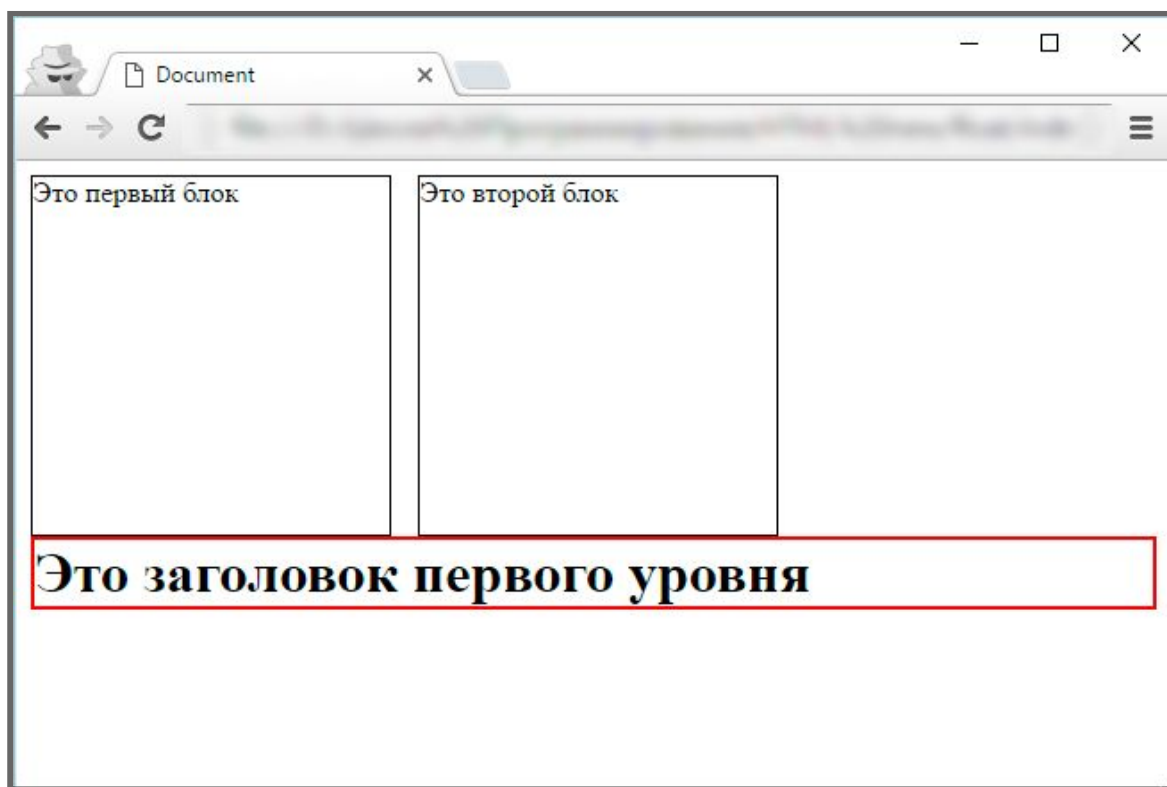 Document
Это первый блок
Это второй блок
Это заголовок первого уровня